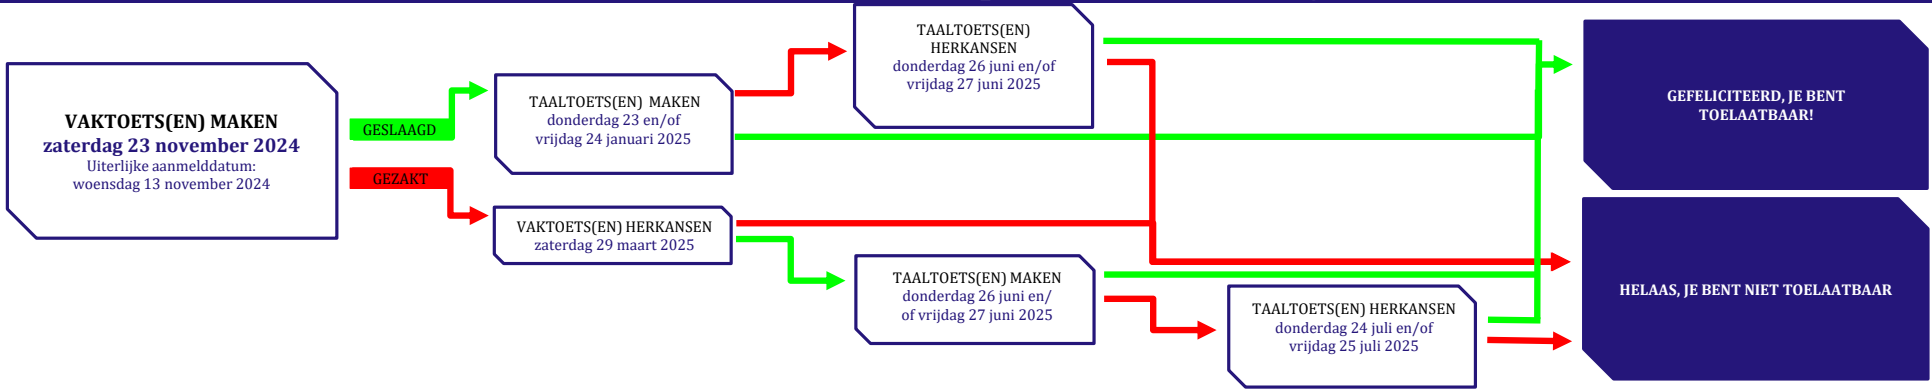 VAKTOETS(EN) MAKEN
zaterdag 23 november 2024
Uiterlijke aanmelddatum:
woensdag 13 november 2024
GESLAAGD
GEZAKT
TAALTOETS(EN) MAKEN
donderdag 23 en/of
vrijdag 24 januari 2025
VAKTOETS(EN) HERKANSEN
zaterdag 29 maart 2025
TAALTOETS(EN)
HERKANSEN
donderdag 26 juni en/of
vrijdag 27 juni 2025
TAALTOETS(EN) MAKEN
donderdag 26 juni en/
of vrijdag 27 juni 2025
TAALTOETS(EN) HERKANSEN
donderdag 24 juli en/of
vrijdag 25 juli 2025
GEFELICITEERD, JE BENT
TOELAATBAAR!
HELAAS, JE BENT NIET TOELAATBAAR